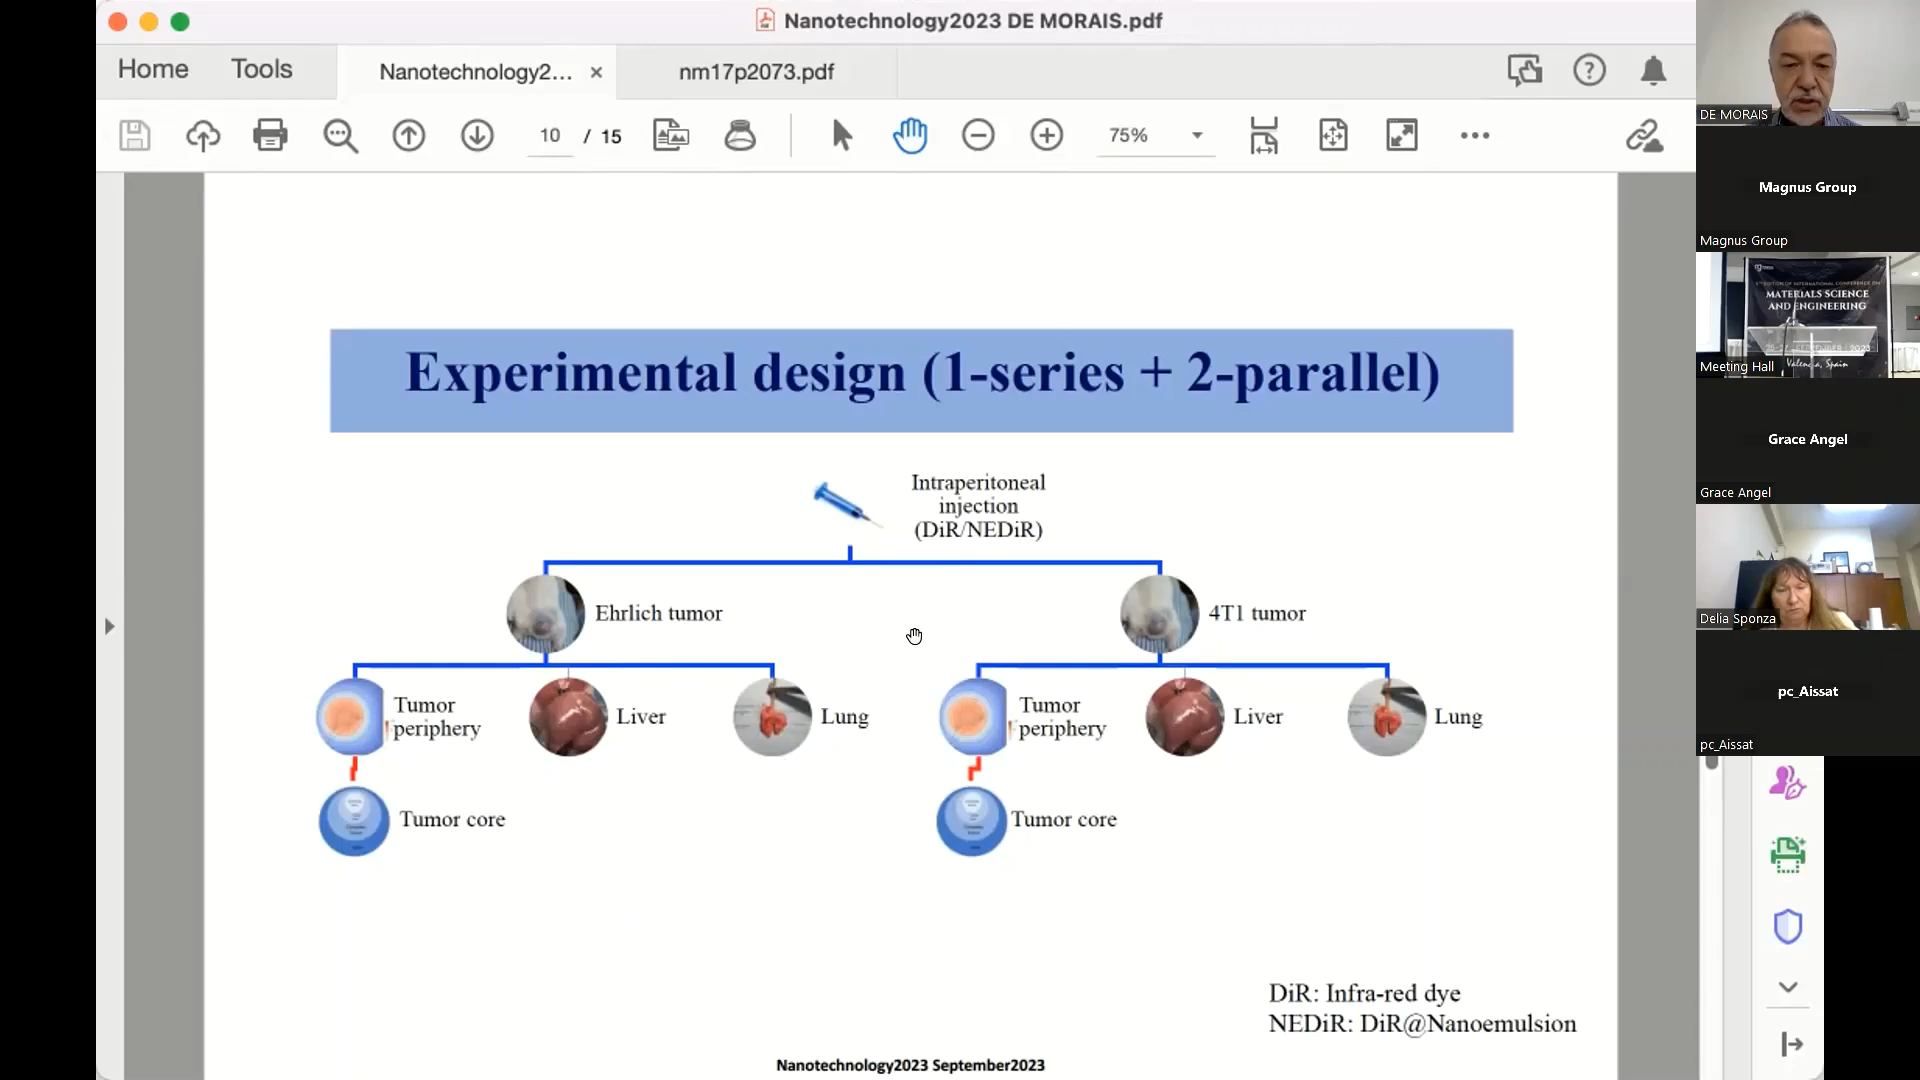 Nanotechnology2023 DE MORAIS.pdf
Home
Tools
Nanotechnology2...
nm17p2073.pdf
10 / 15
75%
Experimental design (1-series + 2-parallel)
Intraperitoneal
injection
(DiR/NEDiR)
Ehrlich tumor
4T1 tumor
Tumor
periphery
Liver
Lung
Tumor
periphery
Liver
Lung
Tumor core
Tumor core
DiR: Infra-red dye
NEDiR: DiR@Nanoemulsion
Nanotechnology2023 September2023
DE MORAIS
Magnus Group
Magnus Group
MATERIALS SCIENCE
AND ENGINEERING
Valencia, Spain
Meeting Hall
Grace Angel
Grace Angel
Delia Sponza
pc_Aissat
pc_Aissat